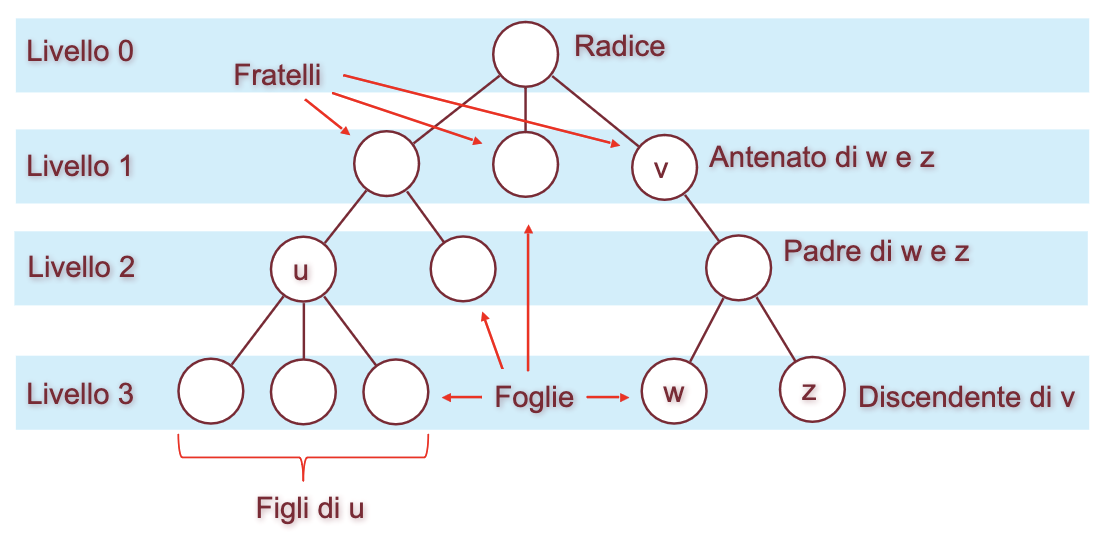 Livello 0
Radice
Fratelli
Livello 1
v
Antenato di w e z
Livello 2
u
Padre di w e z
Livello 3
Foglie
w
z
Discendente di v
Figli di u